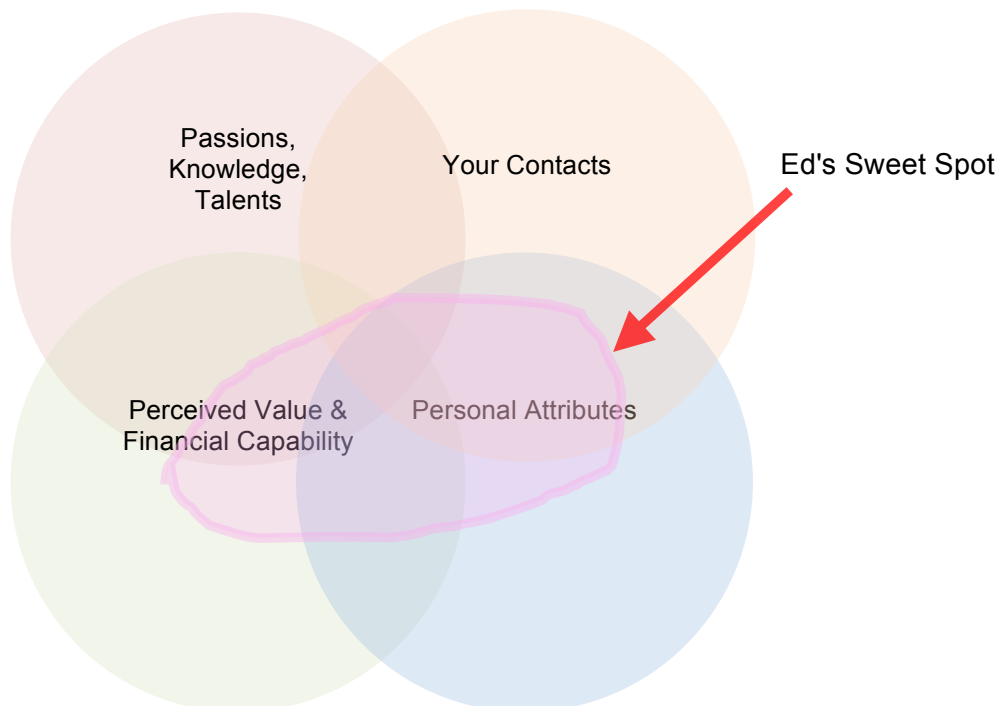 Passions,
Knowledge,
Talents
Your Contacts
Ed's Sweet Spot
Perceived Value &
Financial Capability
Personal Attributes